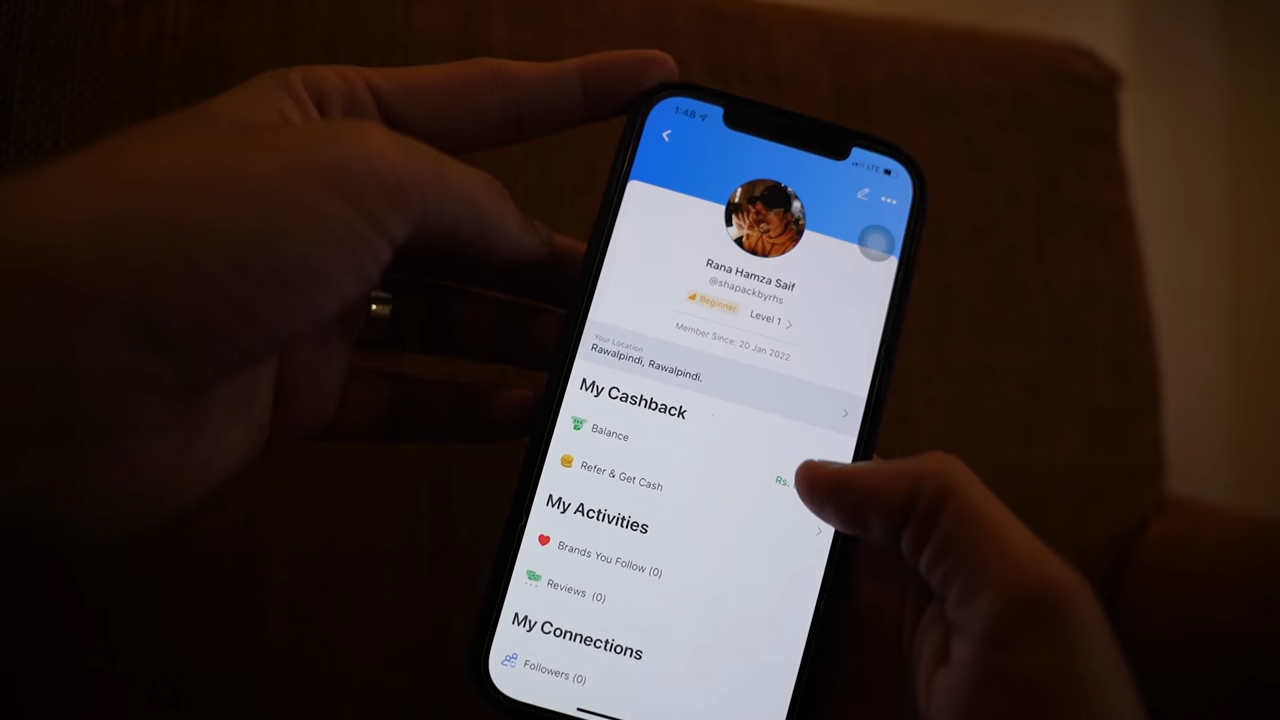 1:48
LTE
Rana Hamza Saif
@shapackbyrhs
Beginner Level 1
Member Since: 20 Jan 2022
Your Location
Rawalpindi, Rawalpindi,
My Cashback
Balance
Rs.
Refer & Get Cash
My Activities
Brands You Follow (0)
Reviews (0)
My Connections
Followers (0)